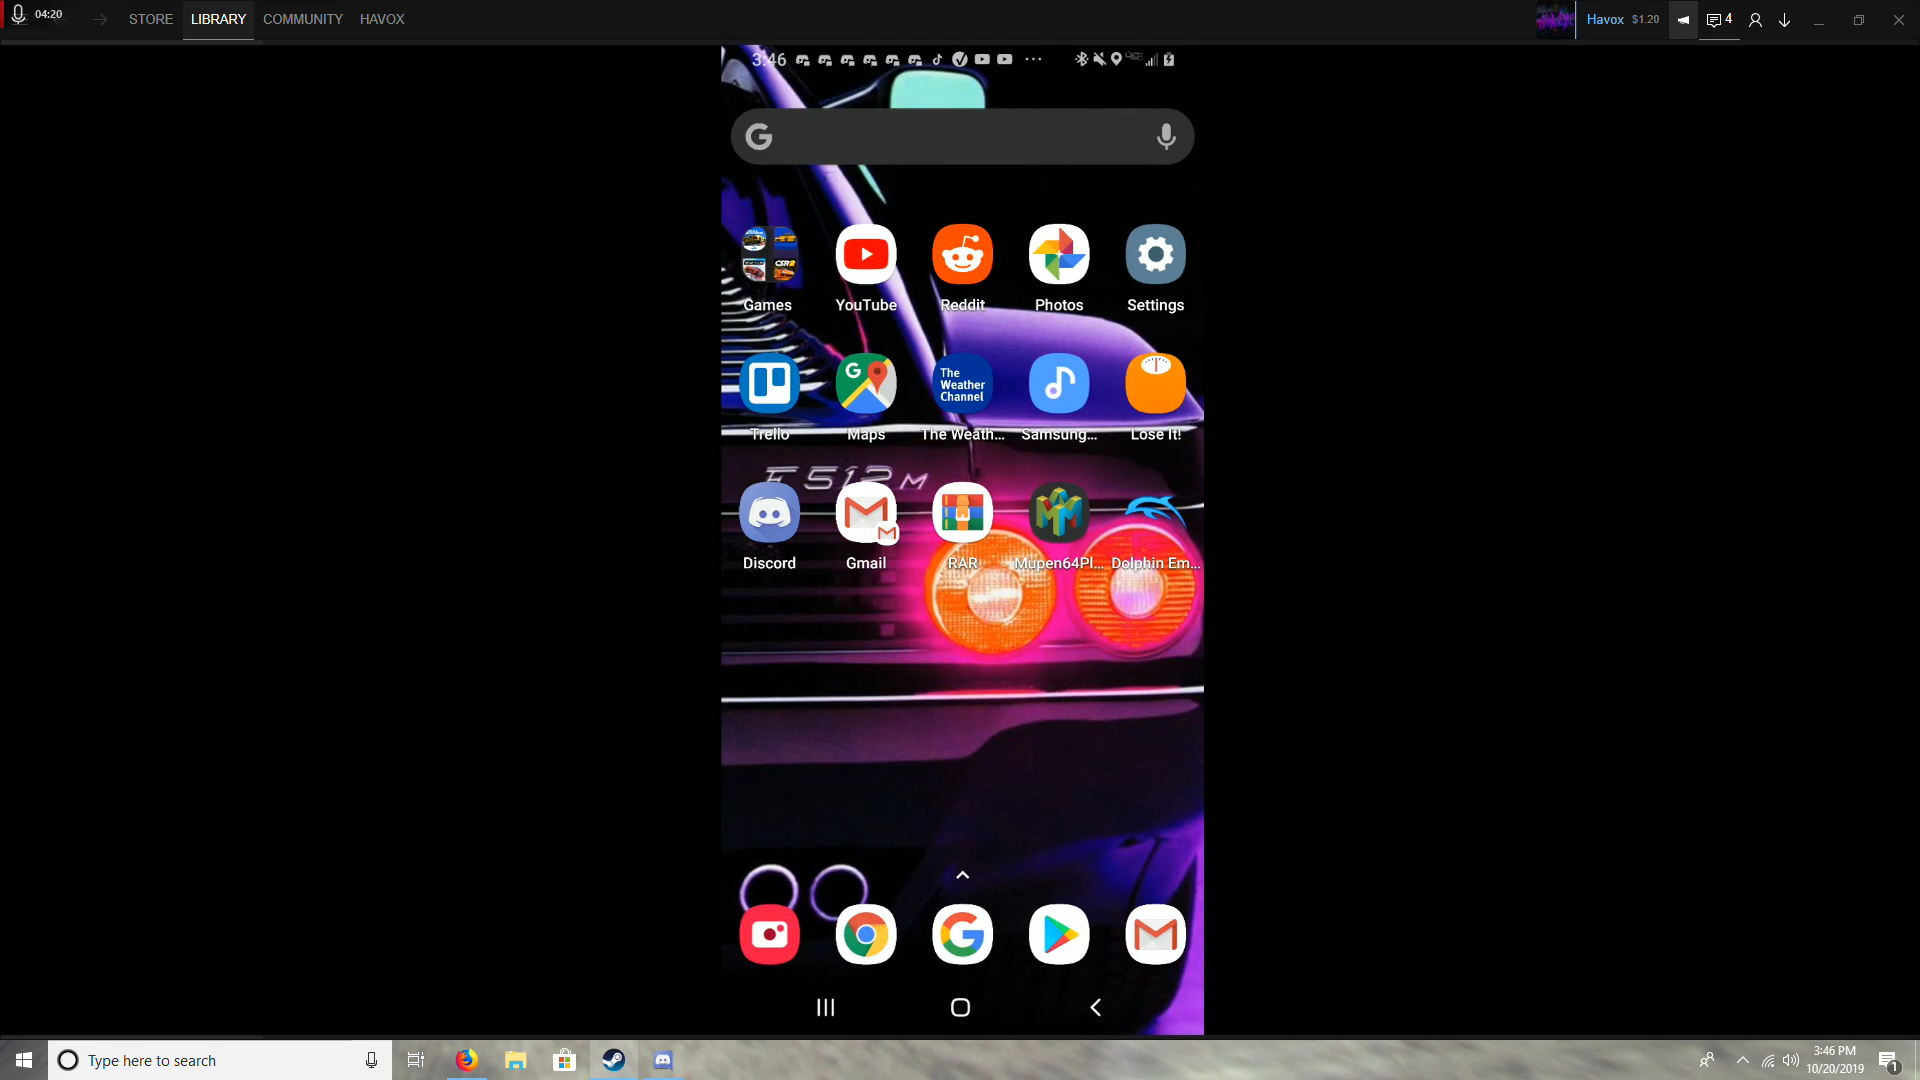 04:20
STORE LIBRARY COMMUNITY HAVOX
Havox $1.20 4
3:46
Games YouTube Reddit Photos Settings
The
Weather
Channel
Trello Maps The Weath... Samsung... Lose It!
F512M
Discord Gmail RAR Mupen64Pl... Dolphin Em...
Type here to search
3:46 PM
10/20/2019
1